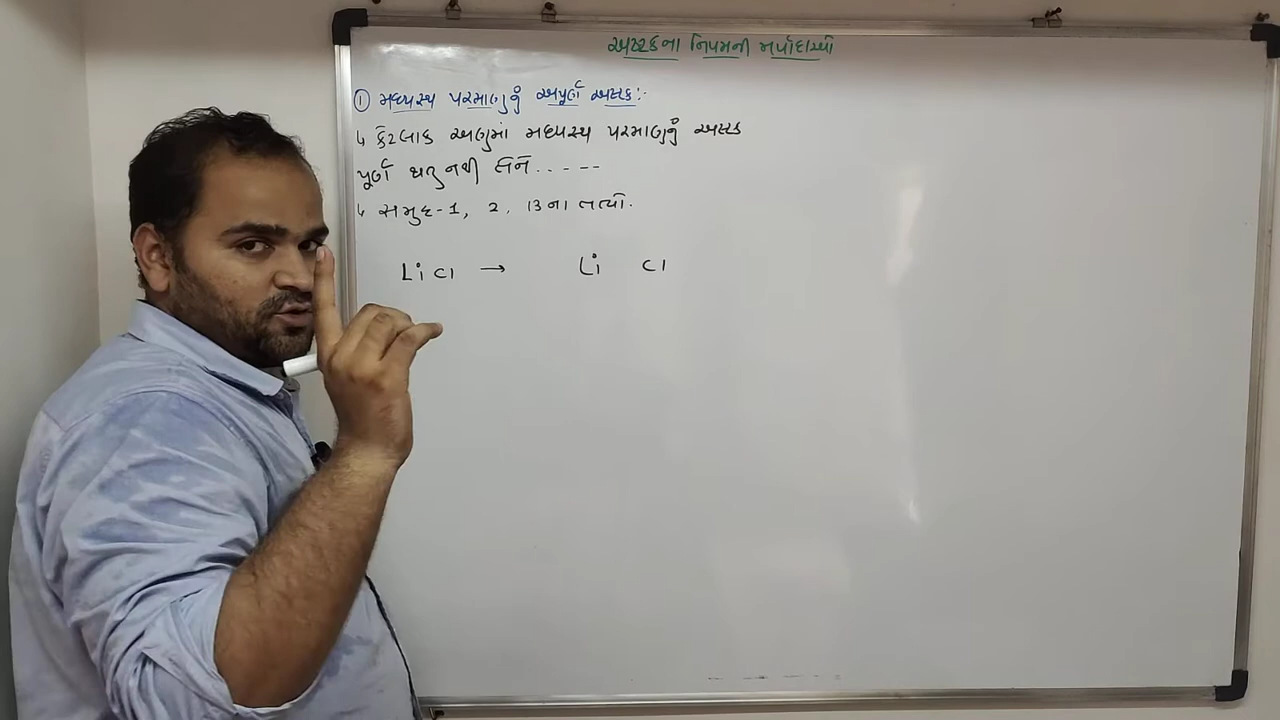 અષ્ટકના નિયમની મર્યાદાઓ
① મધ્યસ્થ પરમાણુનું અપૂર્ણ અષ્ટક:-
↳ કેટલાક અણુમાં મધ્યસ્થ પરમાણુનું અષ્ટક
પૂર્ણ થતુ નથી તેને.....
↳ સમુહ-1, 2, 13ના તત્વો.
LiCl → Li Cl